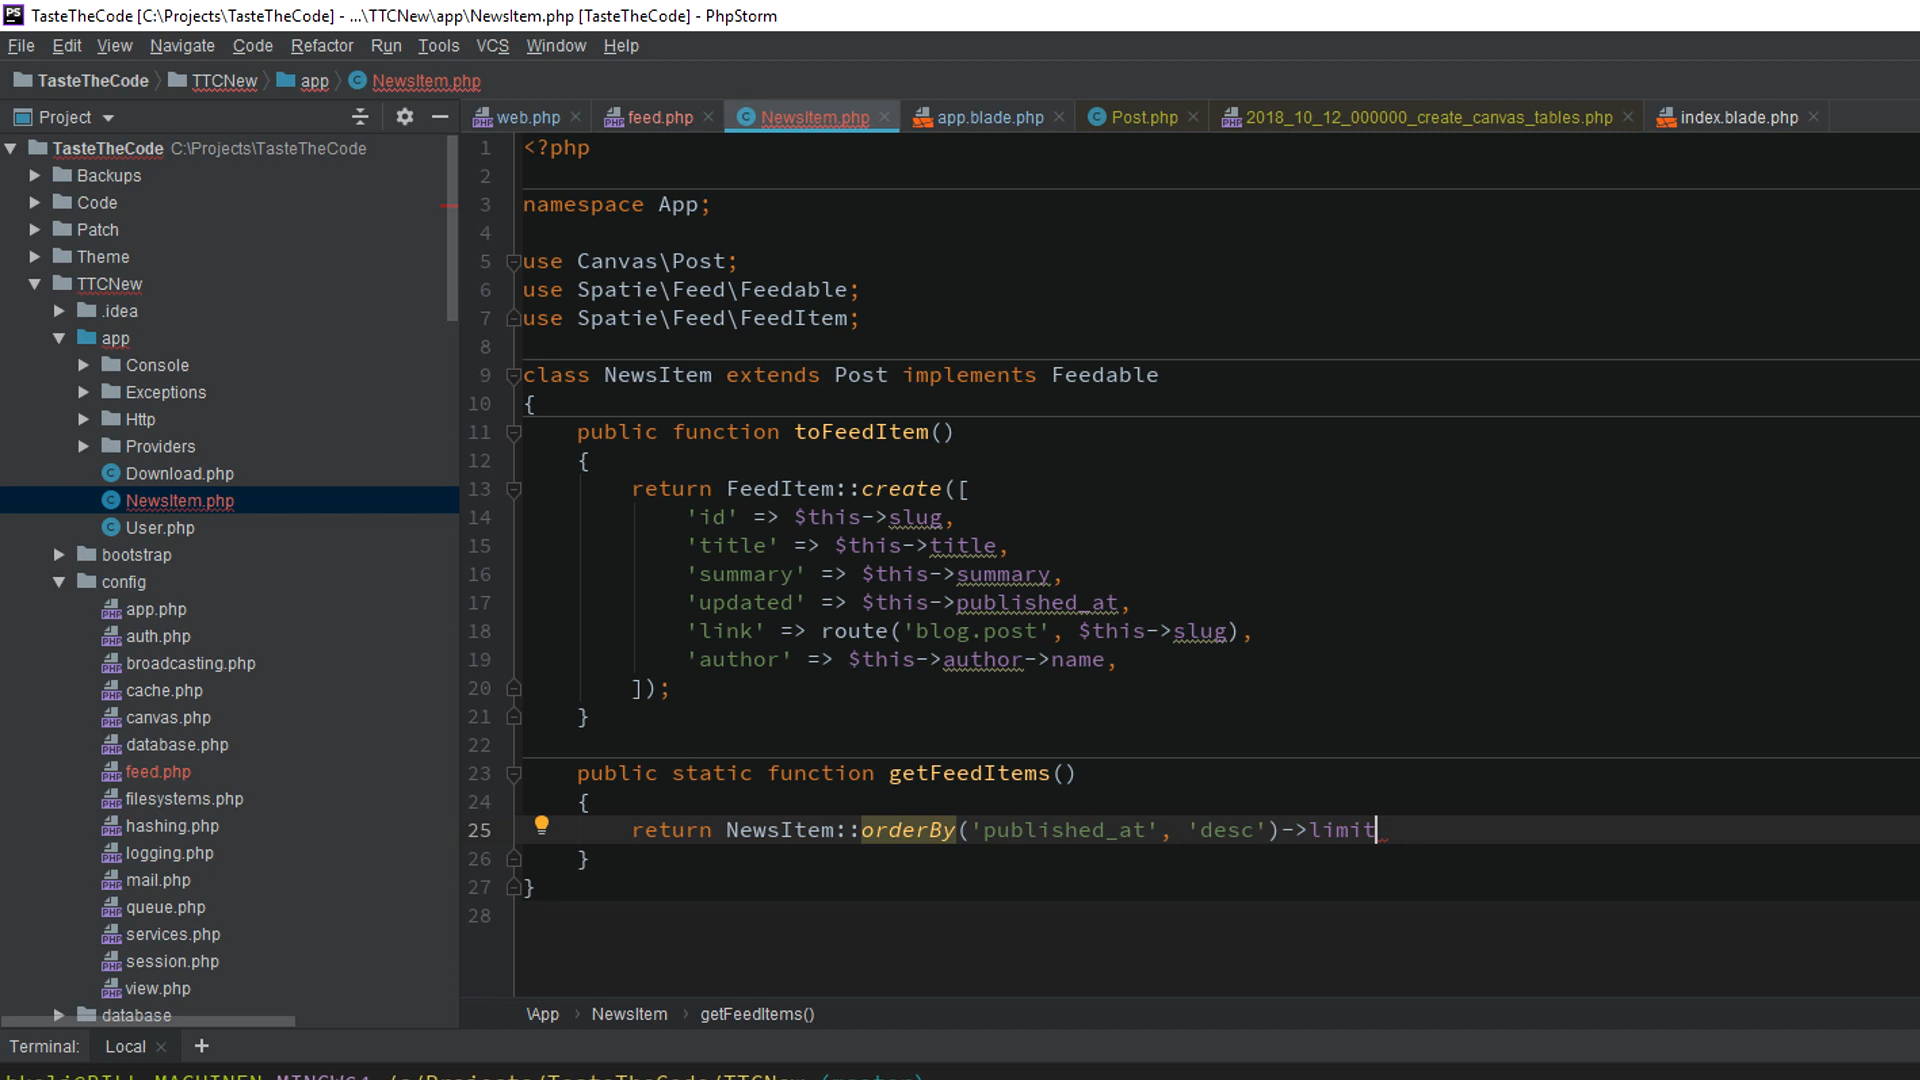 TasteTheCode [C:\Projects\TasteTheCode] - ...\TTCNew\app\NewsItem.php [TasteTheCode] - PhpStorm
File Edit View Navigate Code Refactor Run Tools VCS Window Help
TasteTheCode TTCNew app NewsItem.php
Project
web.php feed.php NewsItem.php app.blade.php Post.php 2018_10_12_000000_create_canvas_tables.php index.blade.php
TasteTheCode C:\Projects\TasteTheCode
Backups
Code
Patch
Theme
TTCNew
.idea
app
Console
Exceptions
Http
Providers
Download.php
NewsItem.php
User.php
bootstrap
config
app.php
auth.php
broadcasting.php
cache.php
canvas.php
database.php
feed.php
filesystems.php
hashing.php
logging.php
mail.php
queue.php
services.php
session.php
view.php
database
1 <?php
2
3 namespace App;
4
5 use Canvas\Post;
6 use Spatie\Feed\Feedable;
7 use Spatie\Feed\FeedItem;
8
9 class NewsItem extends Post implements Feedable
10 {
11 public function toFeedItem()
12 {
13 return FeedItem::create([
14 'id' => $this->slug,
15 'title' => $this->title,
16 'summary' => $this->summary,
17 'updated' => $this->published_at,
18 'link' => route('blog.post', $this->slug),
19 'author' => $this->author->name,
20 ]);
21 }
22
23 public static function getFeedItems()
24 {
25 return NewsItem::orderBy('published_at', 'desc')->limit
26 }
27 }
28
\App NewsItem getFeedItems()
Terminal: Local +